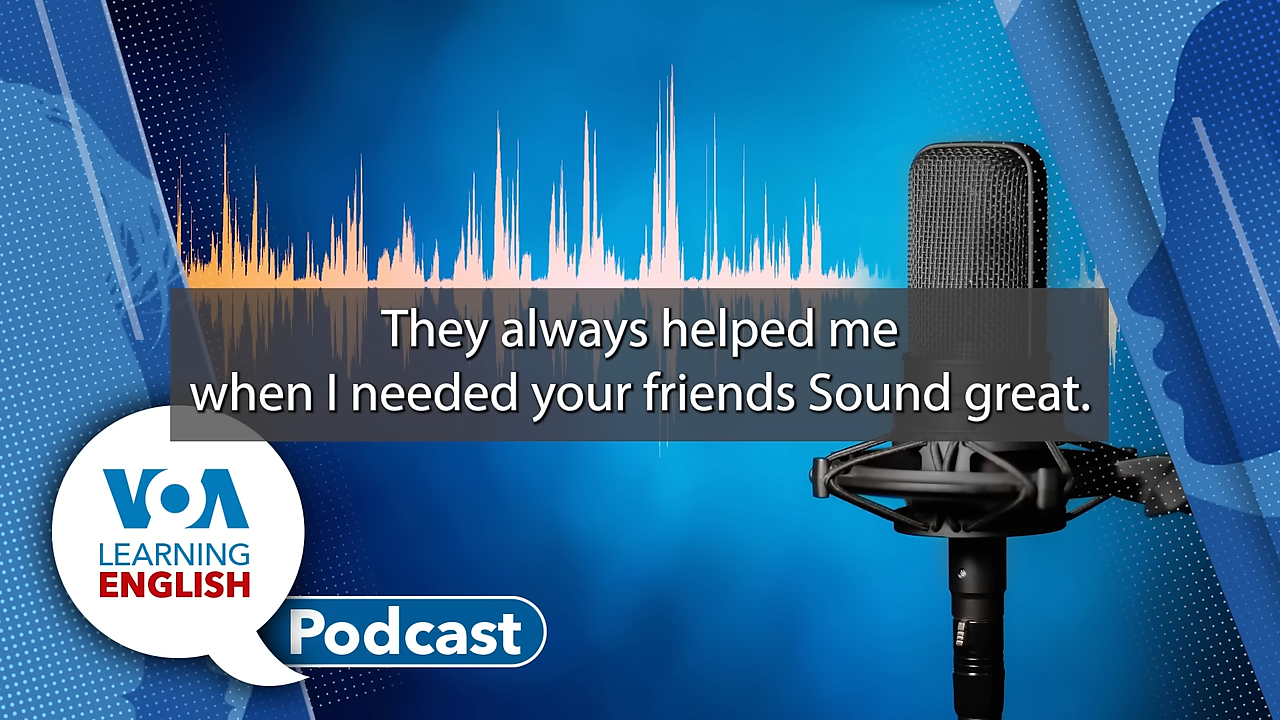 They always helped me
when I needed your friends Sound great.
VOA
LEARNING
ENGLISH
Podcast